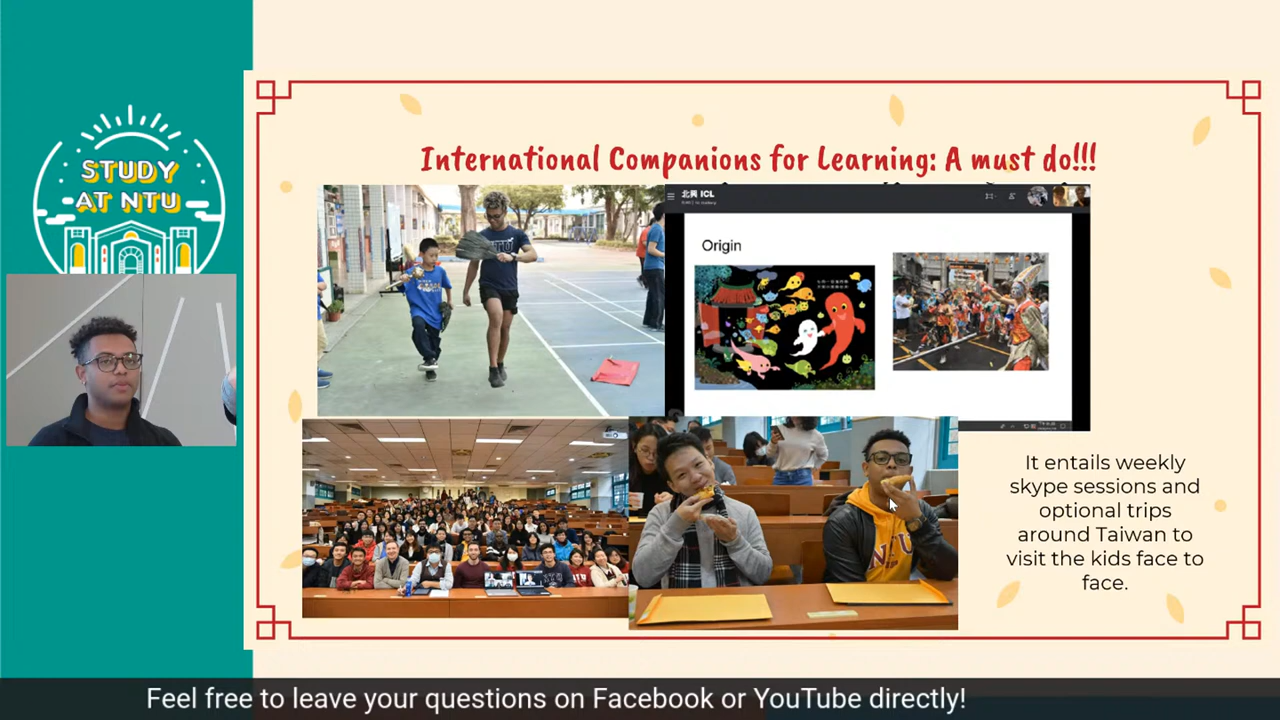 STUDY
AT NTU
International Companions for Learning: A must do!!!
北興 ICL
Origin
NTU
It entails weekly
skype sessions and
optional trips
around Taiwan to
visit the kids face to
face.
Feel free to leave your questions on Facebook or YouTube directly!